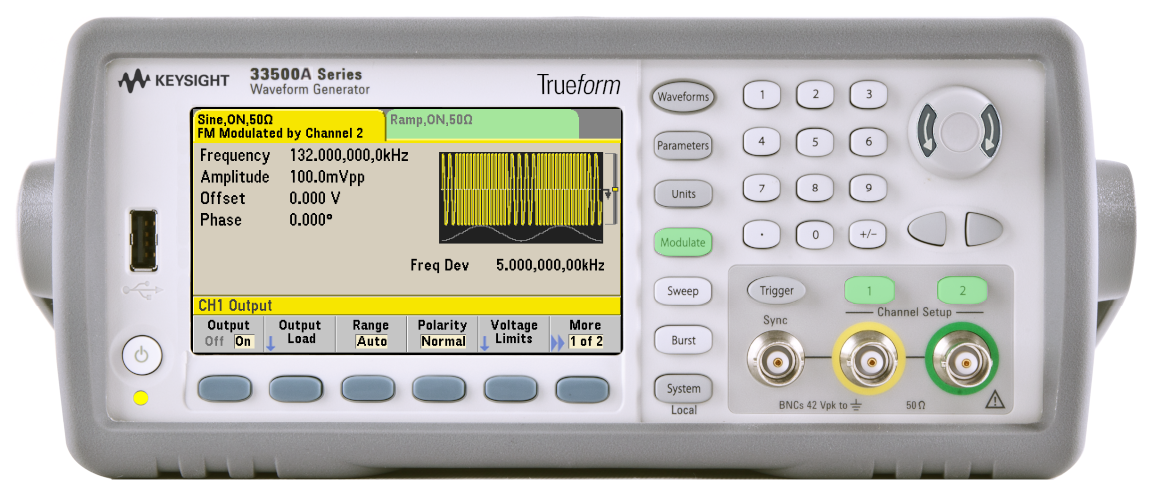 KEYSIGHT
33500A Series
Waveform Generator
Trueform
Sine,ON,50Ω
FM Modulated by Channel 2
Ramp,ON,50Ω
Frequency 132.000,000,0kHz
Amplitude 100.0mVpp
Offset 0.000 V
Phase 0.000°
Freq Dev 5.000,000,00kHz
CH1 Output
Output
Off On
Output
Load
Range
Auto
Polarity
Normal
Voltage
Limits
More
1 of 2
Waveforms
Parameters
Units
Modulate
Sweep
Burst
System
Local
1 2 3
4 5 6
7 8 9
. 0 +/−
Trigger
1
2
Channel Setup
Sync
BNCs 42 Vpk to
50 Ω